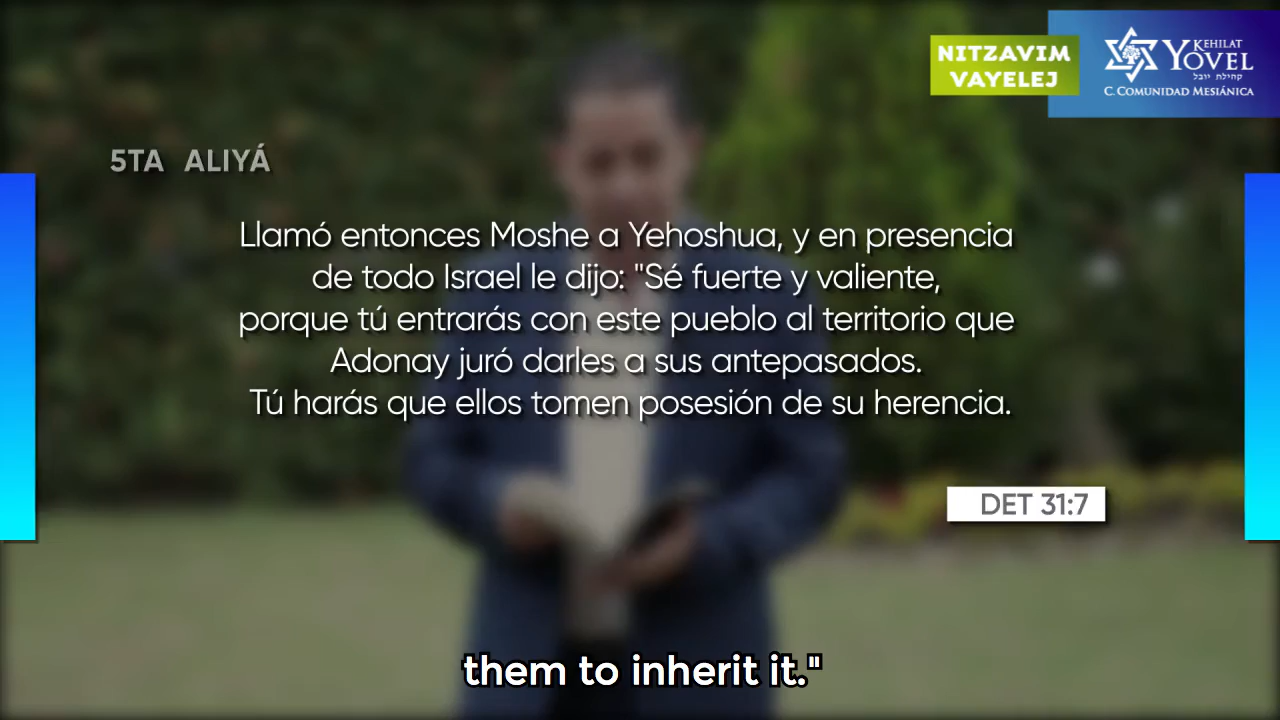 NITZAVIM
VAYELEJ
KEHILAT
YOVEL
קהילת יובל
C. COMUNIDAD MESIÁNICA
5TA ALIYÁ
Llamó entonces Moshe a Yehoshua, y en presencia
de todo Israel le dijo: "Sé fuerte y valiente,
porque tú entrarás con este pueblo al territorio que
Adonay juró darles a sus antepasados.
Tú harás que ellos tomen posesión de su herencia.
DET 31:7
them to inherit it."